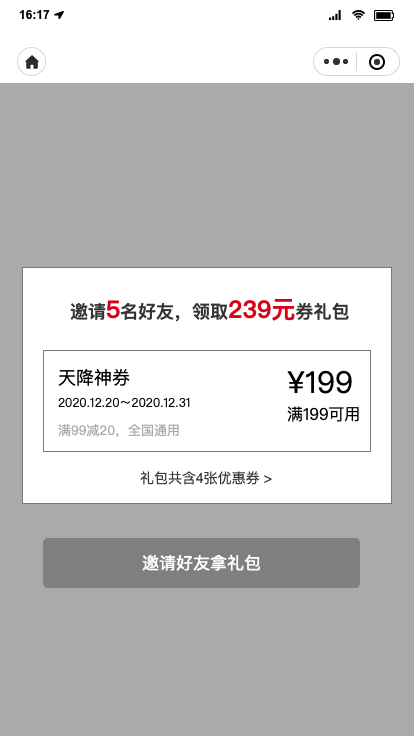 16:17
邀请5名好友，领取239元券礼包
天降神券
2020.12.20～2020.12.31
满99减20，全国通用
¥199
满199可用
礼包共含4张优惠券 >
邀请好友拿礼包